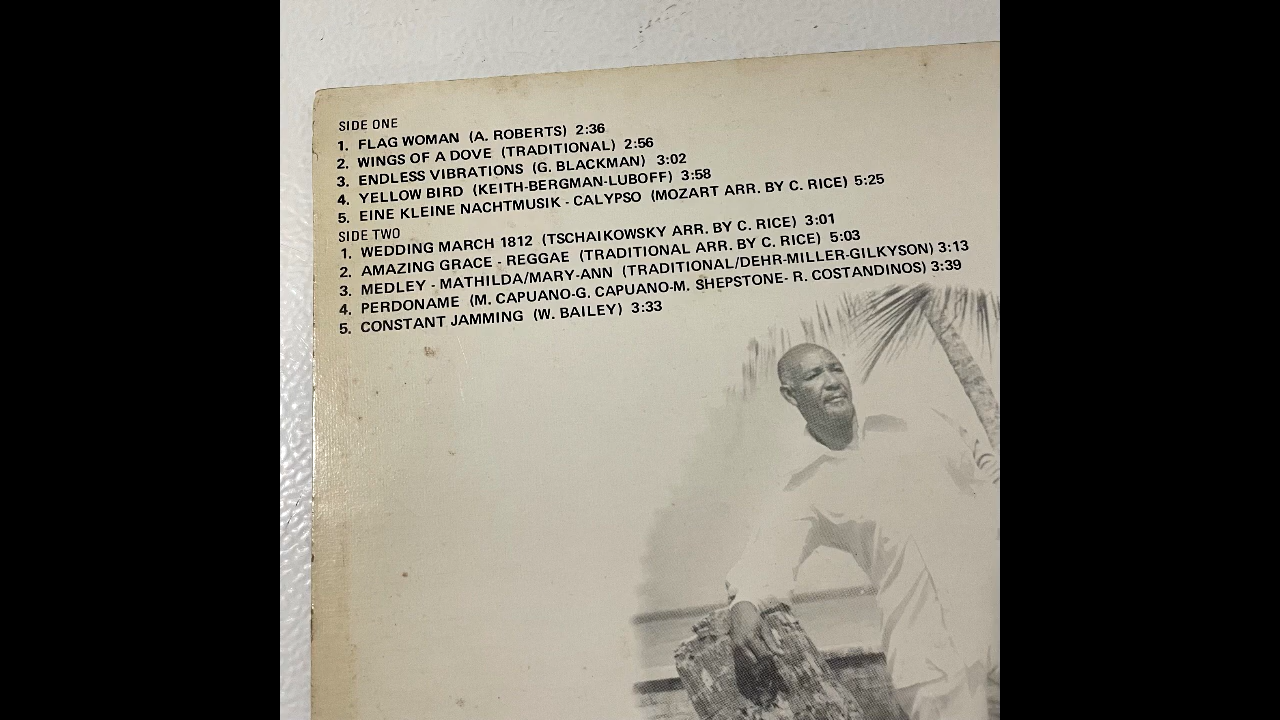 SIDE ONE
1. FLAG WOMAN (A. ROBERTS) 2:36
2. WINGS OF A DOVE (TRADITIONAL) 2:56
3. ENDLESS VIBRATIONS (G. BLACKMAN) 3:02
4. YELLOW BIRD (KEITH-BERGMAN-LUBOFF) 3:58
5. EINE KLEINE NACHTMUSIK - CALYPSO (MOZART ARR. BY C. RICE) 5:25
SIDE TWO
1. WEDDING MARCH 1812 (TSCHAIKOWSKY ARR. BY C. RICE) 3:01
2. AMAZING GRACE - REGGAE (TRADITIONAL ARR. BY C. RICE) 5:03
3. MEDLEY - MATHILDA/MARY-ANN (TRADITIONAL/DEHR-MILLER-GILKYSON) 3:13
4. PERDONAME (M. CAPUANO-G. CAPUANO-M. SHEPSTONE- R. COSTANDINOS) 3:39
5. CONSTANT JAMMING (W. BAILEY) 3:33